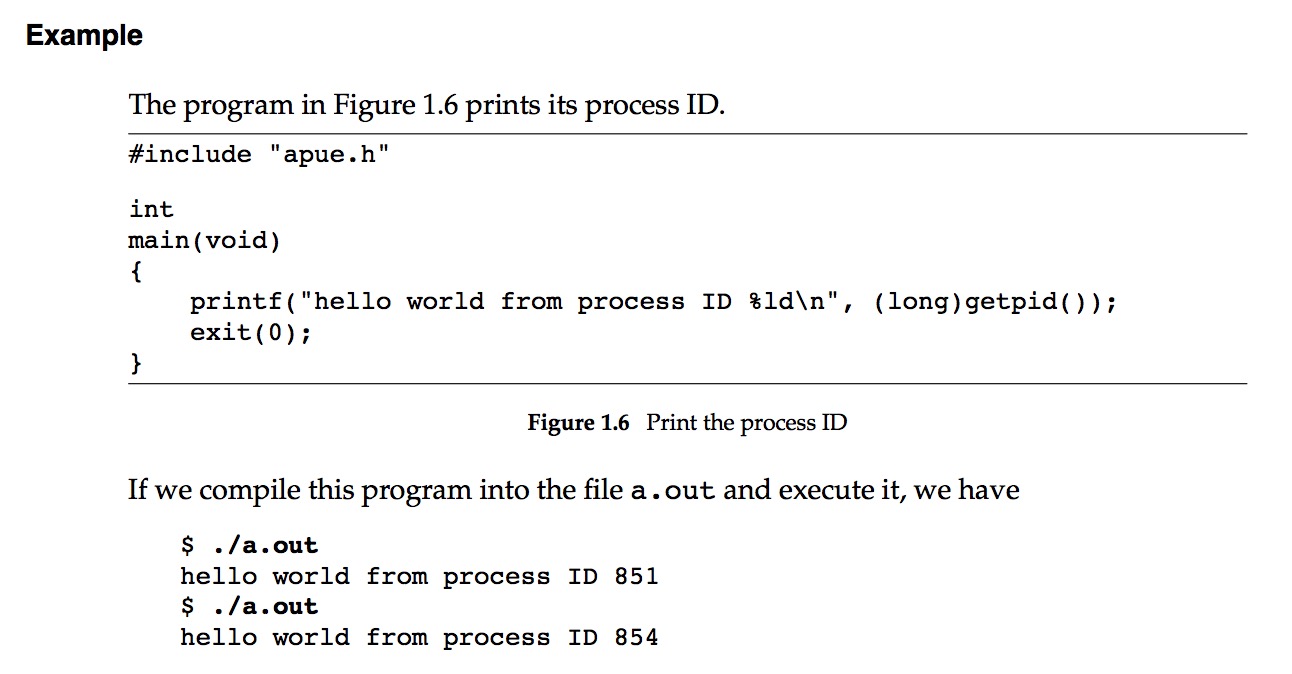 Example
The program in Figure 1.6 prints its process ID.
#include "apue.h"
int
main(void)
{
    printf("hello world from process ID %ld\n", (long)getpid());
    exit(0);
}
Figure 1.6 Print the process ID
If we compile this program into the file a.out and execute it, we have
$ ./a.out
hello world from process ID 851
$ ./a.out
hello world from process ID 854